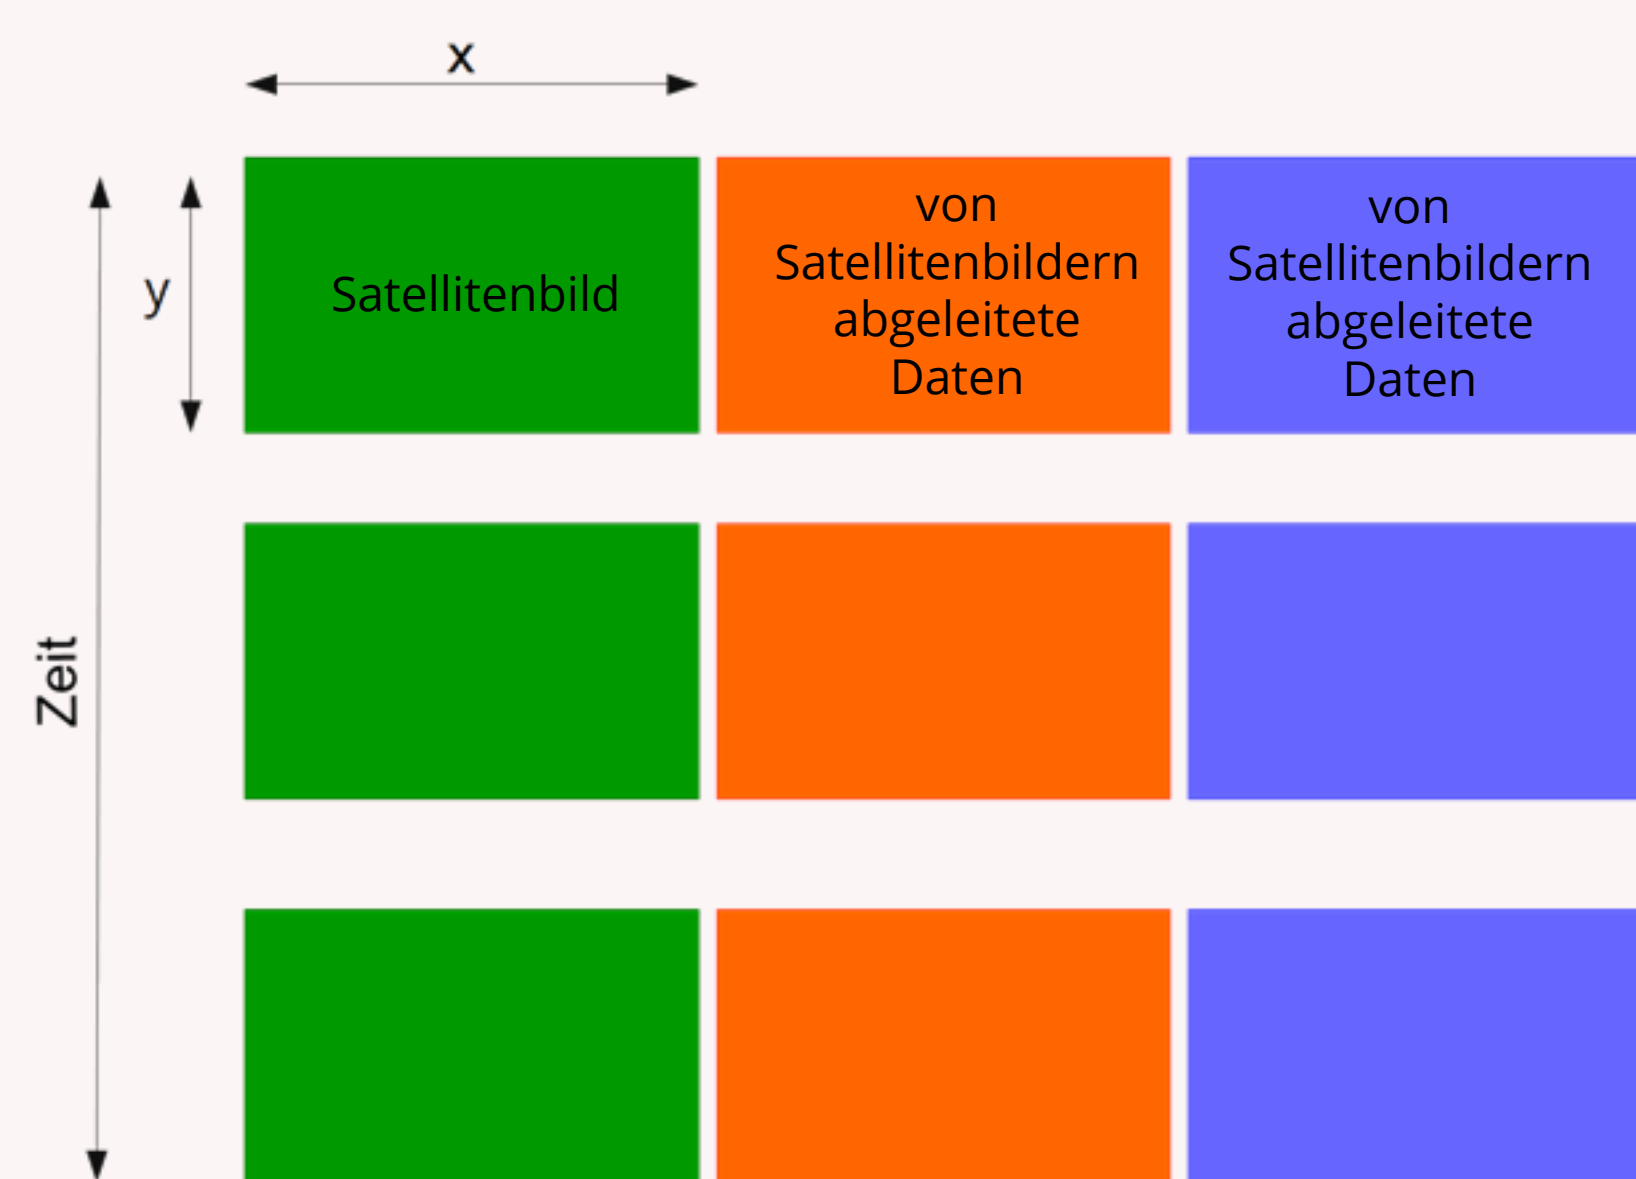 x
y
Satellitenbild
von
Satellitenbildern
abgeleitete
Daten
von
Satellitenbildern
abgeleitete
Daten
Zeit